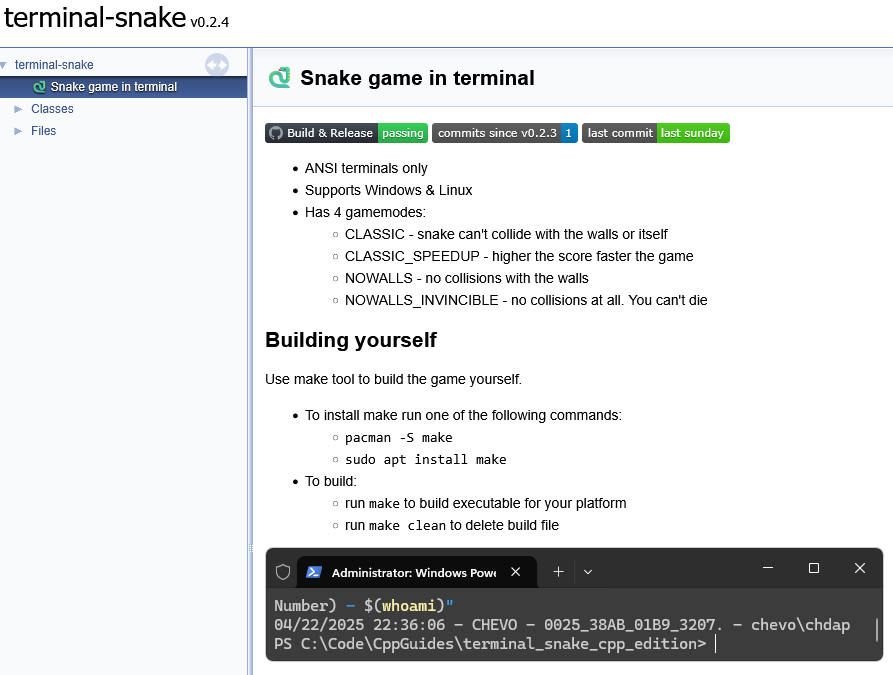 terminal-snake v0.2.4
terminal-snake
Snake game in terminal
Classes
Files
Snake game in terminal
Build & Release passing commits since v0.2.3 1 last commit last sunday
ANSI terminals only
Supports Windows & Linux
Has 4 gamemodes:
CLASSIC - snake can't collide with the walls or itself
CLASSIC_SPEEDUP - higher the score faster the game
NOWALLS - no collisions with the walls
NOWALLS_INVINCIBLE - no collisions at all. You can't die
Building yourself
Use make tool to build the game yourself.
To install make run one of the following commands:
pacman -S make
sudo apt install make
To build:
run make to build executable for your platform
run make clean to delete build file
Administrator: Windows Powe
Number) - $(whoami)"
04/22/2025 22:36:06 - CHEVO - 0025_38AB_01B9_3207. - chevo\chdap
PS C:\Code\CppGuides\terminal_snake_cpp_edition>